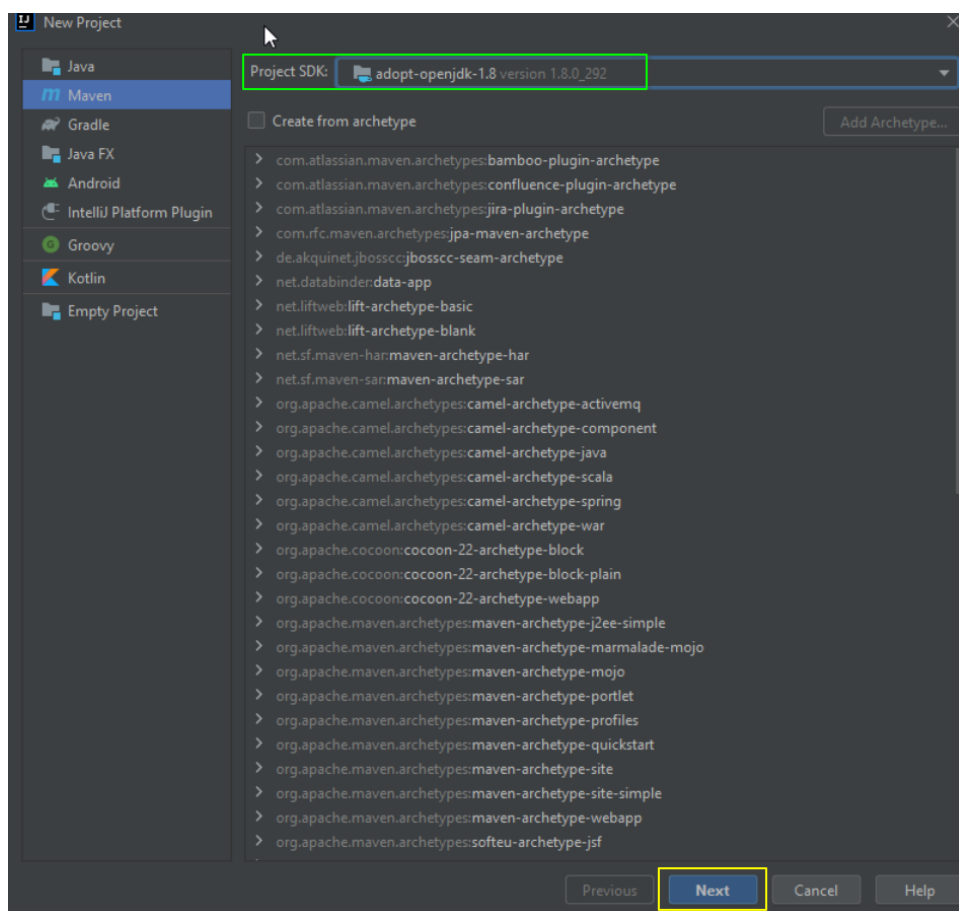 New Project
Java
Maven
Gradle
Java FX
Android
IntelliJ Platform Plugin
Groovy
Kotlin
Empty Project
Project SDK: adopt-openjdk-1.8 version 1.8.0_292
Create from archetype
Add Archetype...
com.atlassian.maven.archetypes:bamboo-plugin-archetype
com.atlassian.maven.archetypes:confluence-plugin-archetype
com.atlassian.maven.archetypes:jira-plugin-archetype
com.rfc.maven.archetypes:jpa-maven-archetype
de.akquinet.jbosscc:jbosscc-seam-archetype
net.databinder:data-app
net.liftweb:lift-archetype-basic
net.liftweb:lift-archetype-blank
net.sf.maven-har:maven-archetype-har
net.sf.maven-sar:maven-archetype-sar
org.apache.camel.archetypes:camel-archetype-activemq
org.apache.camel.archetypes:camel-archetype-component
org.apache.camel.archetypes:camel-archetype-java
org.apache.camel.archetypes:camel-archetype-scala
org.apache.camel.archetypes:camel-archetype-spring
org.apache.camel.archetypes:camel-archetype-war
org.apache.cocoon:cocoon-22-archetype-block
org.apache.cocoon:cocoon-22-archetype-block-plain
org.apache.cocoon:cocoon-22-archetype-webapp
org.apache.maven.archetypes:maven-archetype-j2ee-simple
org.apache.maven.archetypes:maven-archetype-marmalade-mojo
org.apache.maven.archetypes:maven-archetype-mojo
org.apache.maven.archetypes:maven-archetype-portlet
org.apache.maven.archetypes:maven-archetype-profiles
org.apache.maven.archetypes:maven-archetype-quickstart
org.apache.maven.archetypes:maven-archetype-site
org.apache.maven.archetypes:maven-archetype-site-simple
org.apache.maven.archetypes:maven-archetype-webapp
org.apache.maven.archetypes:softeu-archetype-jsf
Previous Next Cancel Help